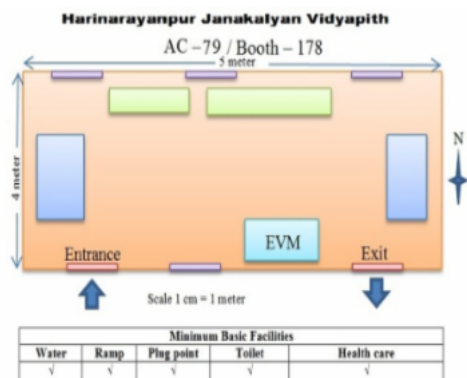 Harinarayanpur Janakalyan Vidyapith
AC –79 / Booth – 178
5 meter
4 meter
N
EVM
Entrance
Exit
Scale 1 cm = 1 meter
Minimum Basic Facilities
Water Ramp Plug point Toilet Health care
√ √ √ √ √